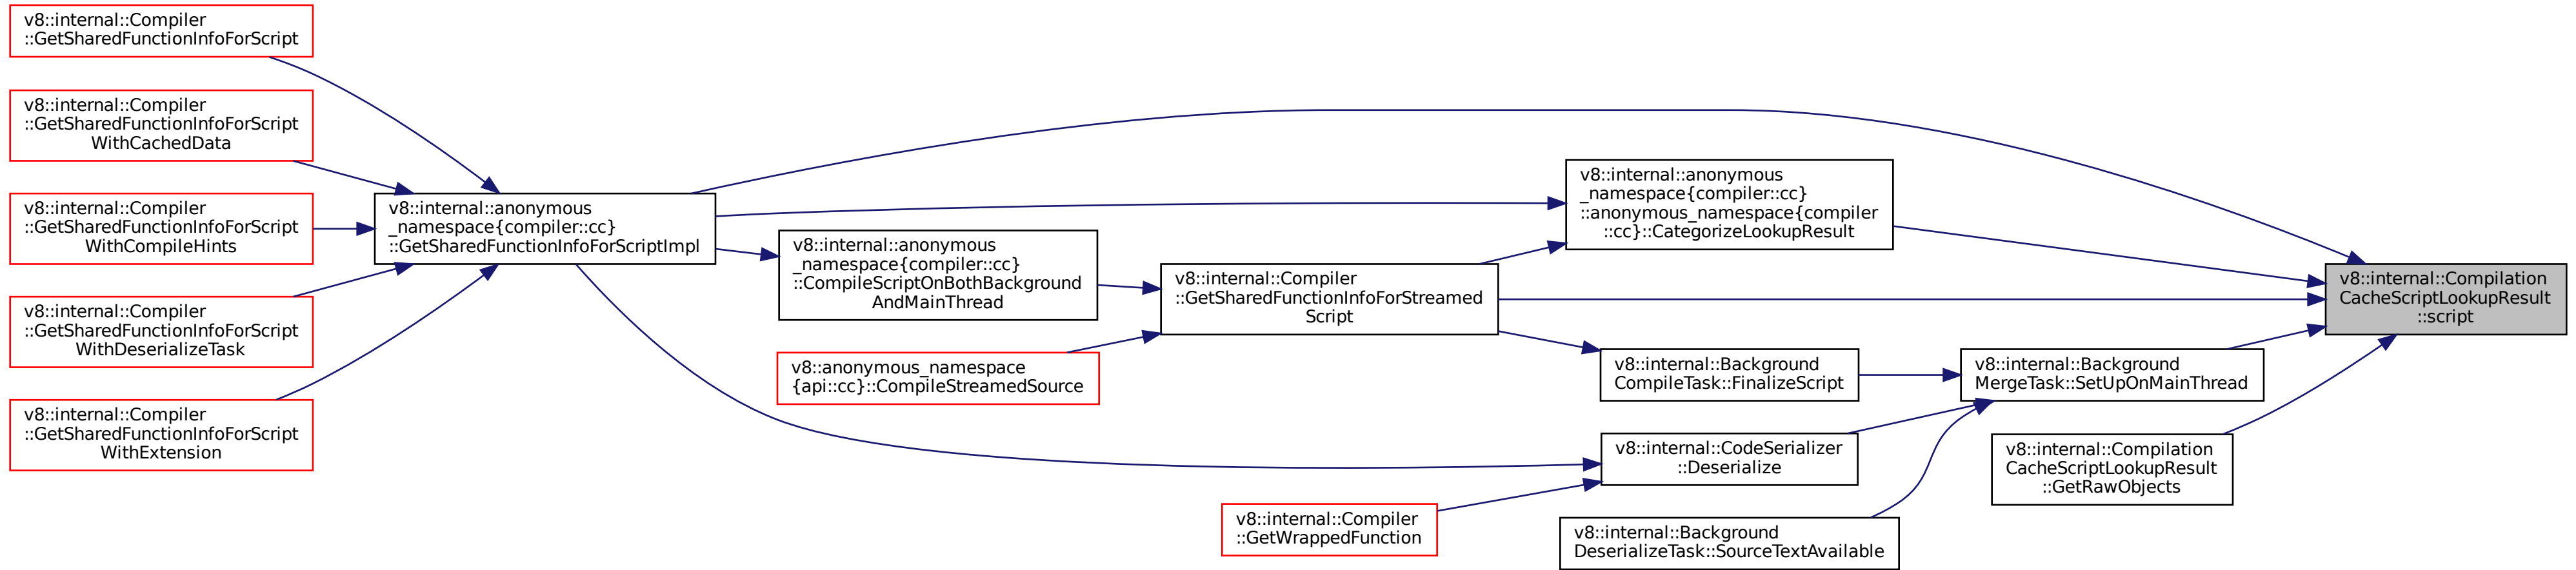 v8::internal::Compiler
::GetSharedFunctionInfoForScript
v8::internal::Compiler
::GetSharedFunctionInfoForScript
WithCachedData
v8::internal::Compiler
::GetSharedFunctionInfoForScript
WithCompileHints
v8::internal::Compiler
::GetSharedFunctionInfoForScript
WithDeserializeTask
v8::internal::Compiler
::GetSharedFunctionInfoForScript
WithExtension
v8::internal::anonymous
_namespace{compiler::cc}
::GetSharedFunctionInfoForScriptImpl
v8::internal::anonymous
_namespace{compiler::cc}
::CompileScriptOnBothBackground
AndMainThread
v8::anonymous_namespace
{api::cc}::CompileStreamedSource
v8::internal::Compiler
::GetSharedFunctionInfoForStreamed
Script
v8::internal::Compiler
::GetWrappedFunction
v8::internal::anonymous
_namespace{compiler::cc}
::anonymous_namespace{compiler
::cc}::CategorizeLookupResult
v8::internal::Background
CompileTask::FinalizeScript
v8::internal::CodeSerializer
::Deserialize
v8::internal::Background
DeserializeTask::SourceTextAvailable
v8::internal::Background
MergeTask::SetUpOnMainThread
v8::internal::Compilation
CacheScriptLookupResult
::GetRawObjects
v8::internal::Compilation
CacheScriptLookupResult
::script